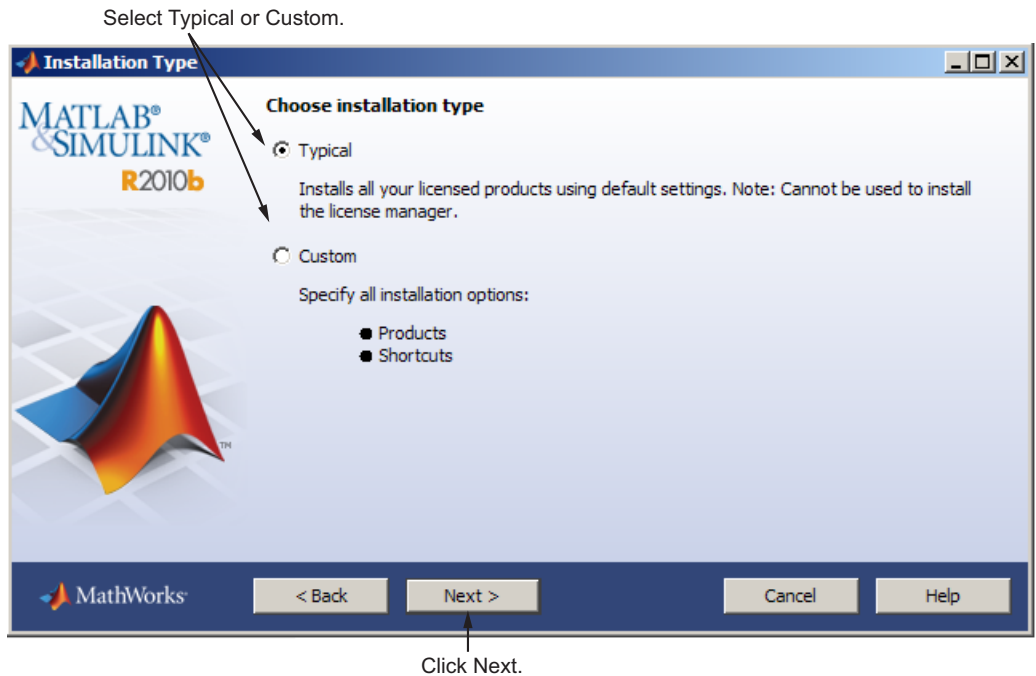 Select Typical or Custom.
Installation Type
MATLAB®
&SIMULINK®
R2010b
Choose installation type
Typical
Installs all your licensed products using default settings. Note: Cannot be used to install
the license manager.
Custom
Specify all installation options:
Products
Shortcuts
TM
MathWorks
< Back
Next >
Cancel
Help
Click Next.